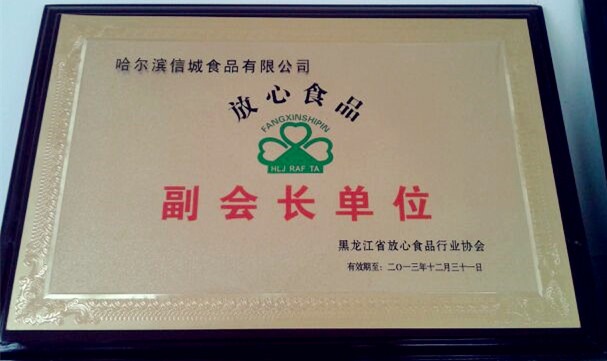 哈尔滨信城食品有限公司
放心食品
FANGXINSHIPIN
HLJ RAF TA
副会长单位
黑龙江省放心食品行业协会
有效期至：二〇一三年十二月三十一日